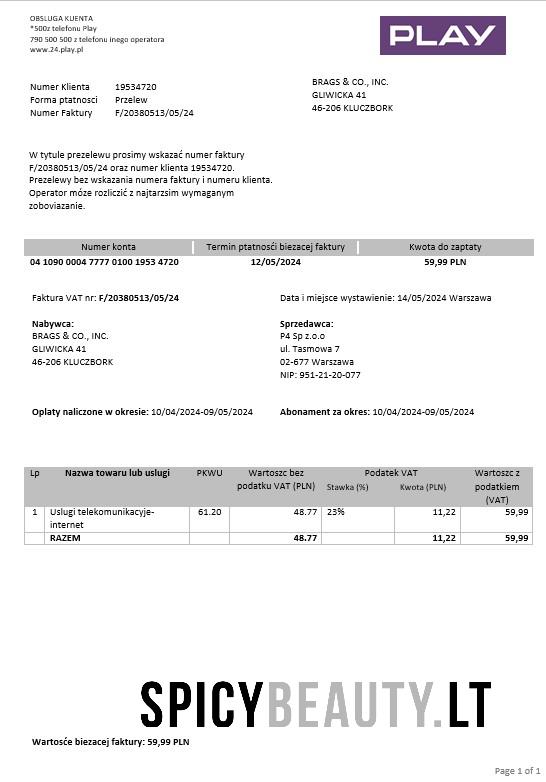 OBSLUGA KLIENTA
*500z telefonu Play
790 500 500 z telefonu inego operatora
www.24.play.pl
PLAY
Numer Klienta 19534720
Forma ptatnosci Przelew
Numer Faktury F/20380513/05/24
BRAGS & CO., INC.
GLIWICKA 41
46-206 KLUCZBORK
W tytule prezelewu prosimy wskazać numer faktury
F/20380513/05/24 oraz numer klienta 19534720.
Prezelewy bez wskazania numera faktury i numeru klienta.
Operator móze rozliczić z najtarzsim wymaganym
zoboviazanie.
Numer konta Termin ptatnosći biezacej faktury Kwota do zaptaty
04 1090 0004 7777 0100 1953 4720 12/05/2024 59,99 PLN
Faktura VAT nr: F/20380513/05/24 Data i miejsce wystawienie: 14/05/2024 Warszawa
Nabywca:
BRAGS & CO., INC.
GLIWICKA 41
46-206 KLUCZBORK
Sprzedawca:
P4 Sp z.o.o
ul. Tasmowa 7
02-677 Warszawa
NIP: 951-21-20-077
Oplaty naliczone w okresie: 10/04/2024-09/05/2024 Abonament za okres: 10/04/2024-09/05/2024
Lp Nazwa towaru lub uslugi PKWU Wartoszc bez Podatek VAT Wartoszc z
podatku VAT (PLN) Stawka (%) Kwota (PLN) podatkiem
(VAT)
1 Uslugi telekomunikacyje- 61.20 48.77 23% 11,22 59,99
internet
RAZEM 48.77 11,22 59,99
SPICYBEAUTY.LT
Wartosće biezacej faktury: 59,99 PLN
Page 1 of 1